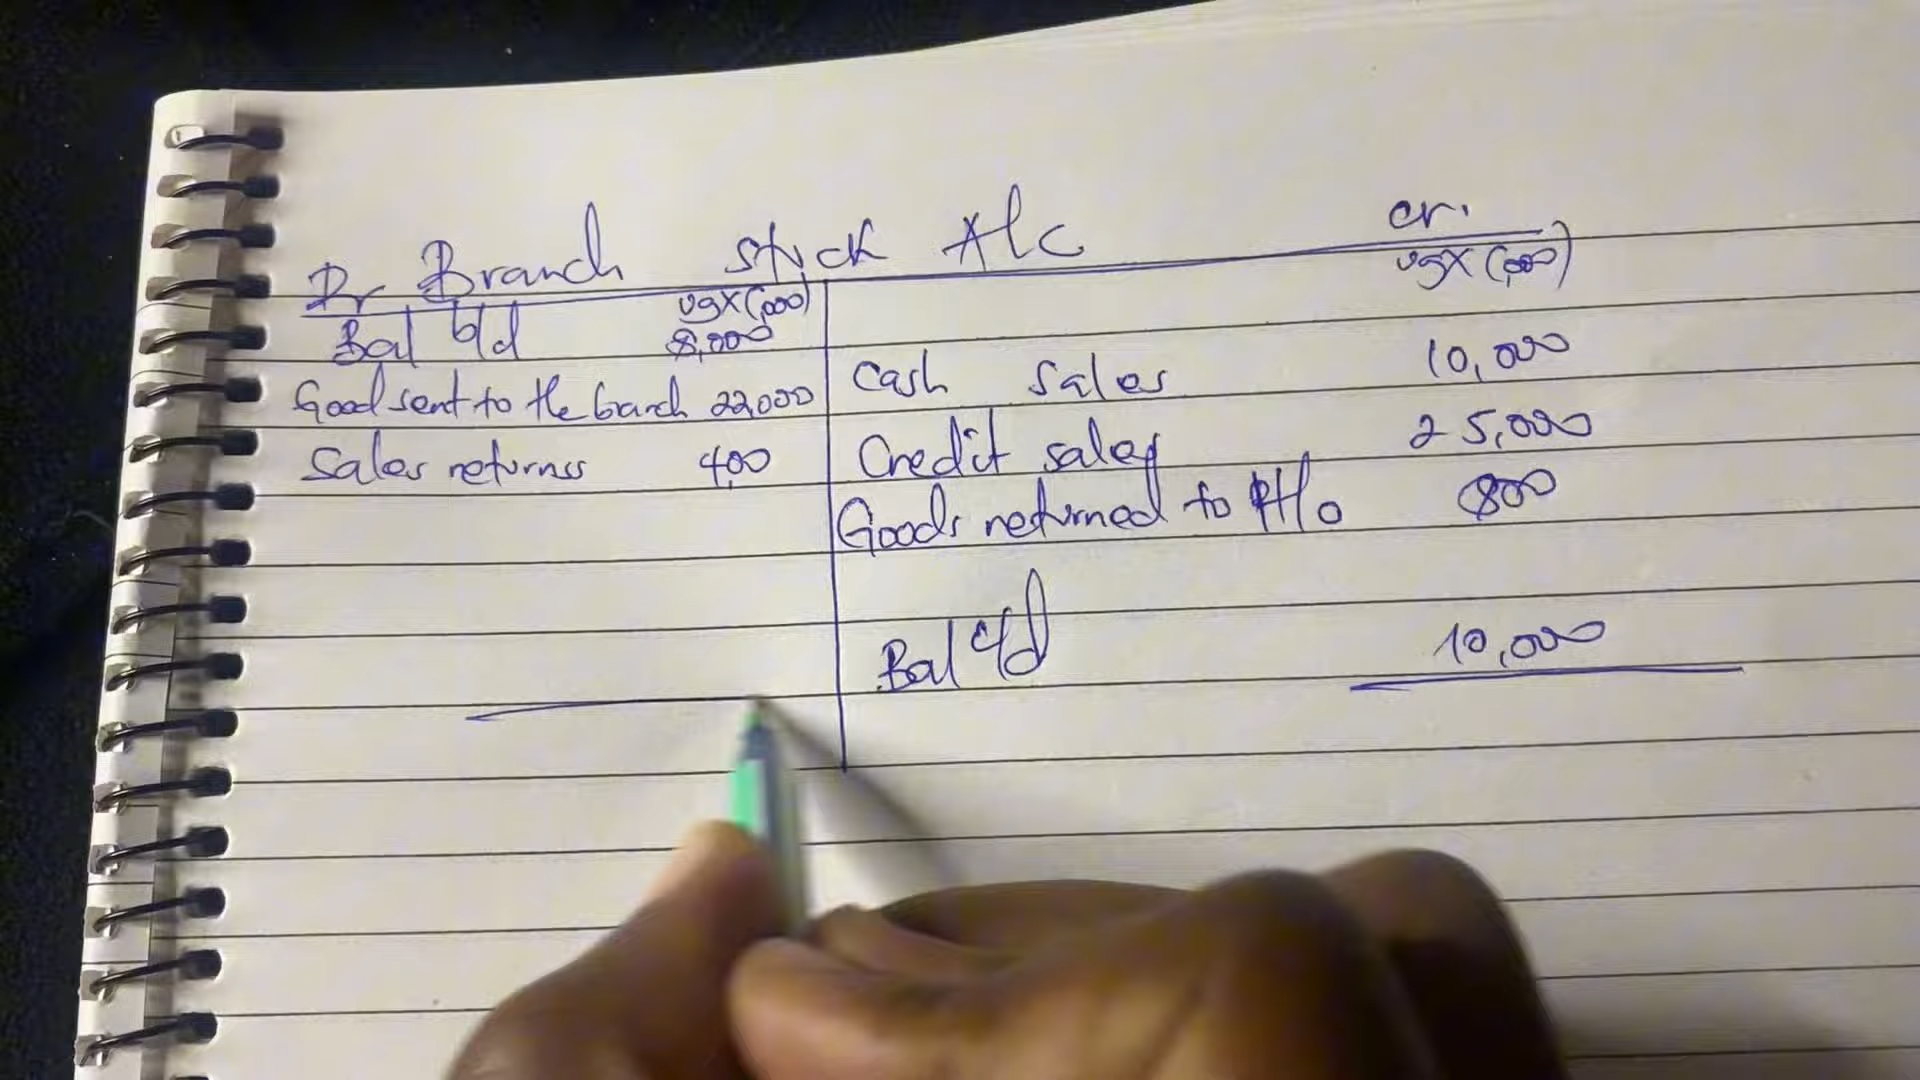 Dr Branch Stock A/c cr.
ugx(,000) ugx(,000)
Bal b/d 8,000
Good sent to the barch 22,000 Cash Sales 10,000
Sales returns 400 Credit sales 25,000
Goods returned to H/o 800
Bal c/d 10,000